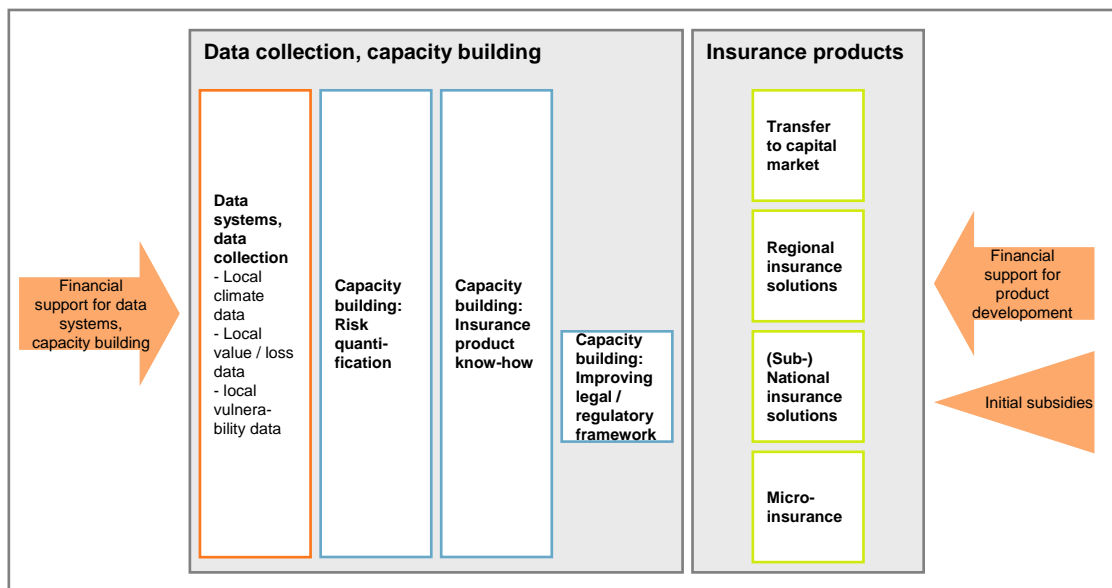 Data collection, capacity building
Insurance products
Financial
support for data
systems,
capacity building
Data
systems,
data
collection
- Local
climate
data
- Local
value / loss
data
- local
vulnera-
bility data
Capacity
building:
Risk
quanti-
fication
Capacity
building:
Insurance
product
know-how
Capacity
building:
Improving
legal /
regulatory
framework
Transfer
to capital
market
Regional
insurance
solutions
(Sub-)
National
insurance
solutions
Micro-
insurance
Financial
support for
product
developoment
Initial subsidies